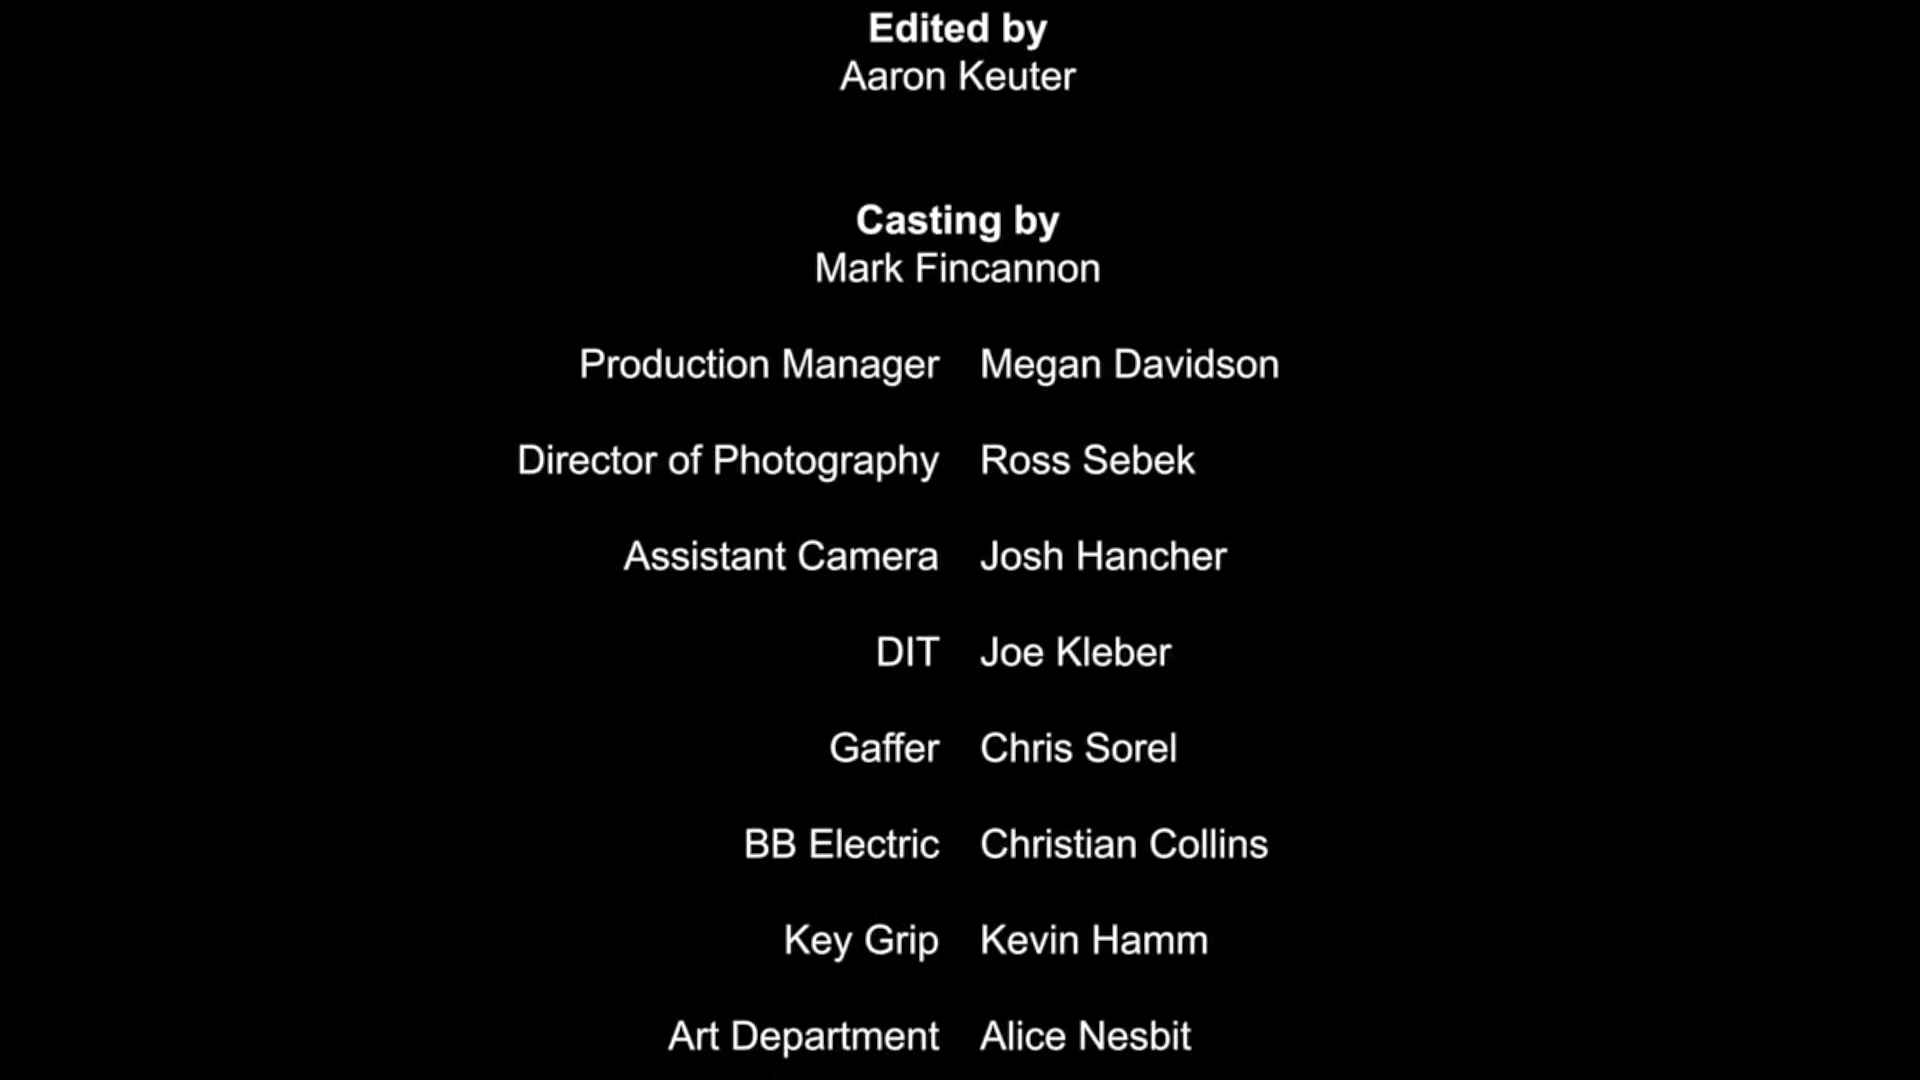 Edited by
Aaron Keuter
Casting by
Mark Fincannon
Production Manager Megan Davidson
Director of Photography Ross Sebek
Assistant Camera Josh Hancher
DIT Joe Kleber
Gaffer Chris Sorel
BB Electric Christian Collins
Key Grip Kevin Hamm
Art Department Alice Nesbit